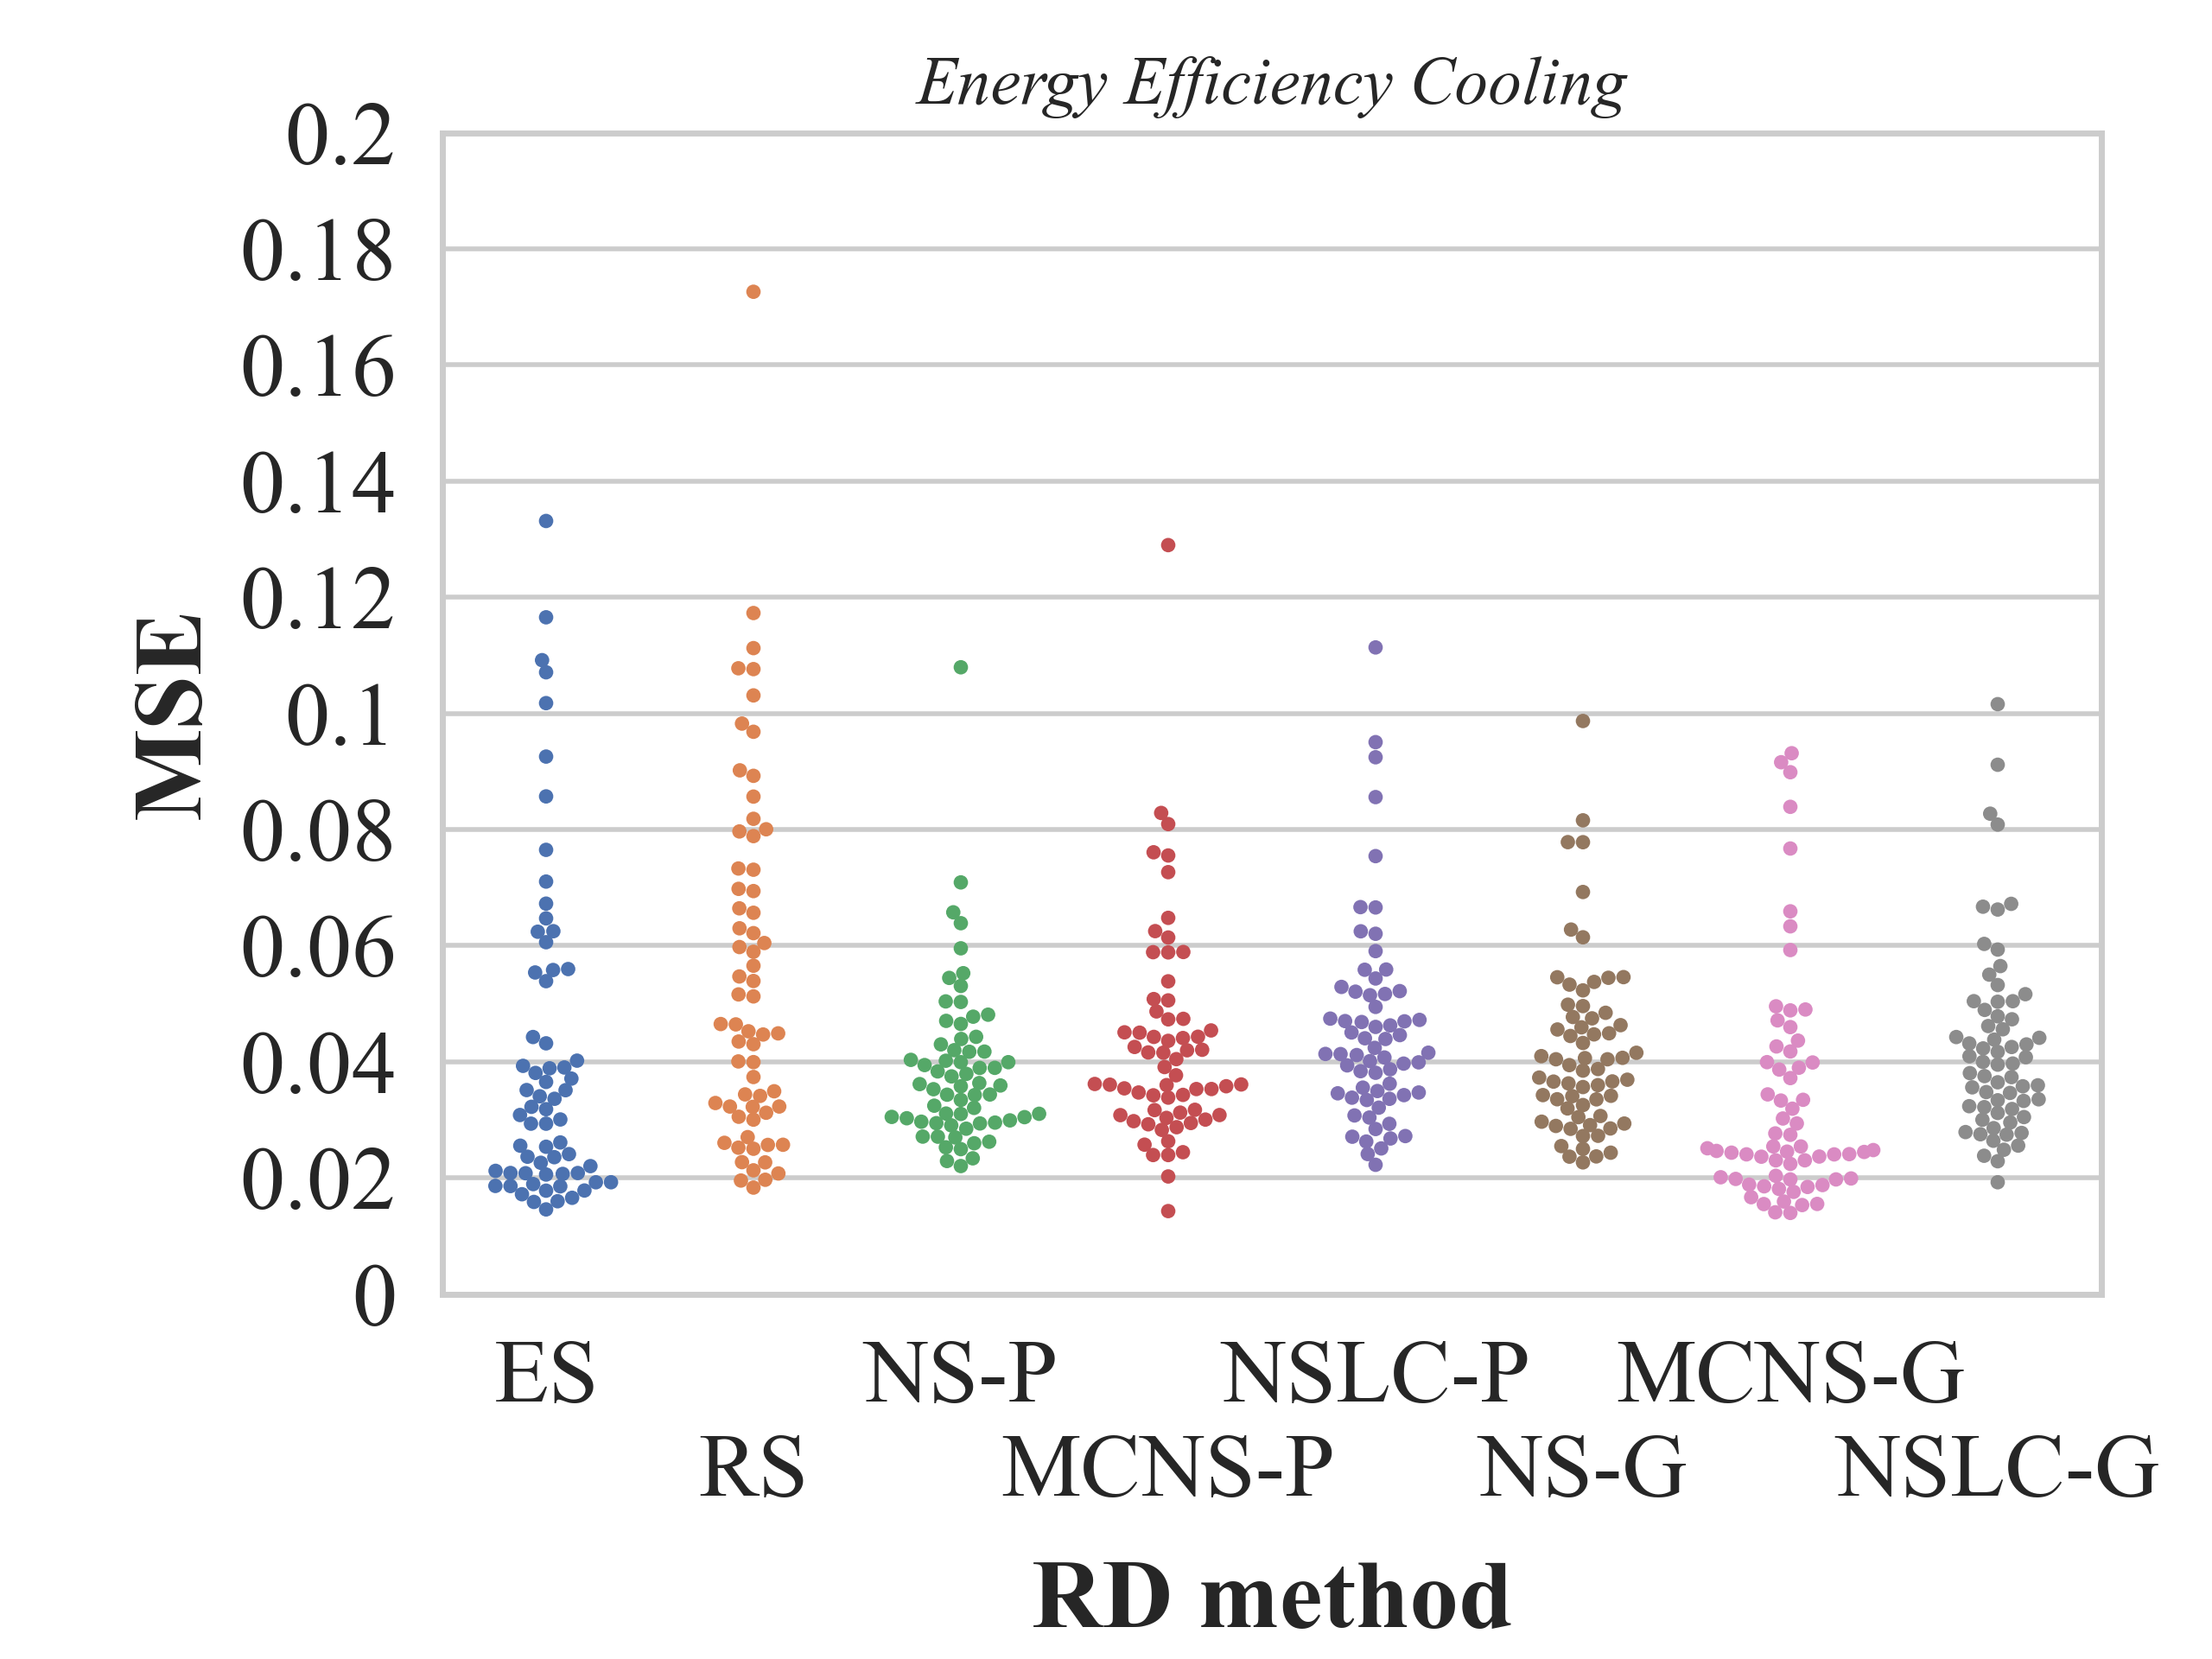 Energy Efficiency Cooling
0.2
0.18
0.16
0.14
0.12
0.1
0.08
0.06
0.04
0.02
0
MSE
ES
NS-P
NSLC-P
MCNS-G
RS
MCNS-P
NS-G
NSLC-G
RD method